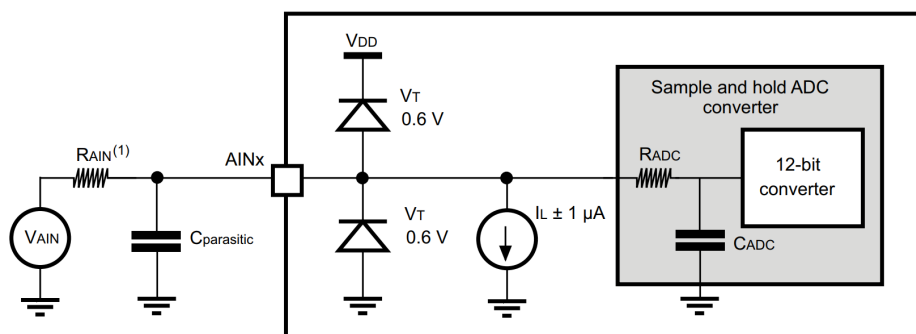 VDD
Sample and hold ADC
converter
VT
0.6 V
RAIN(1)
AINx
RADC
12-bit
converter
VT
0.6 V
IL ± 1 µA
VAIN
Cparasitic
CADC